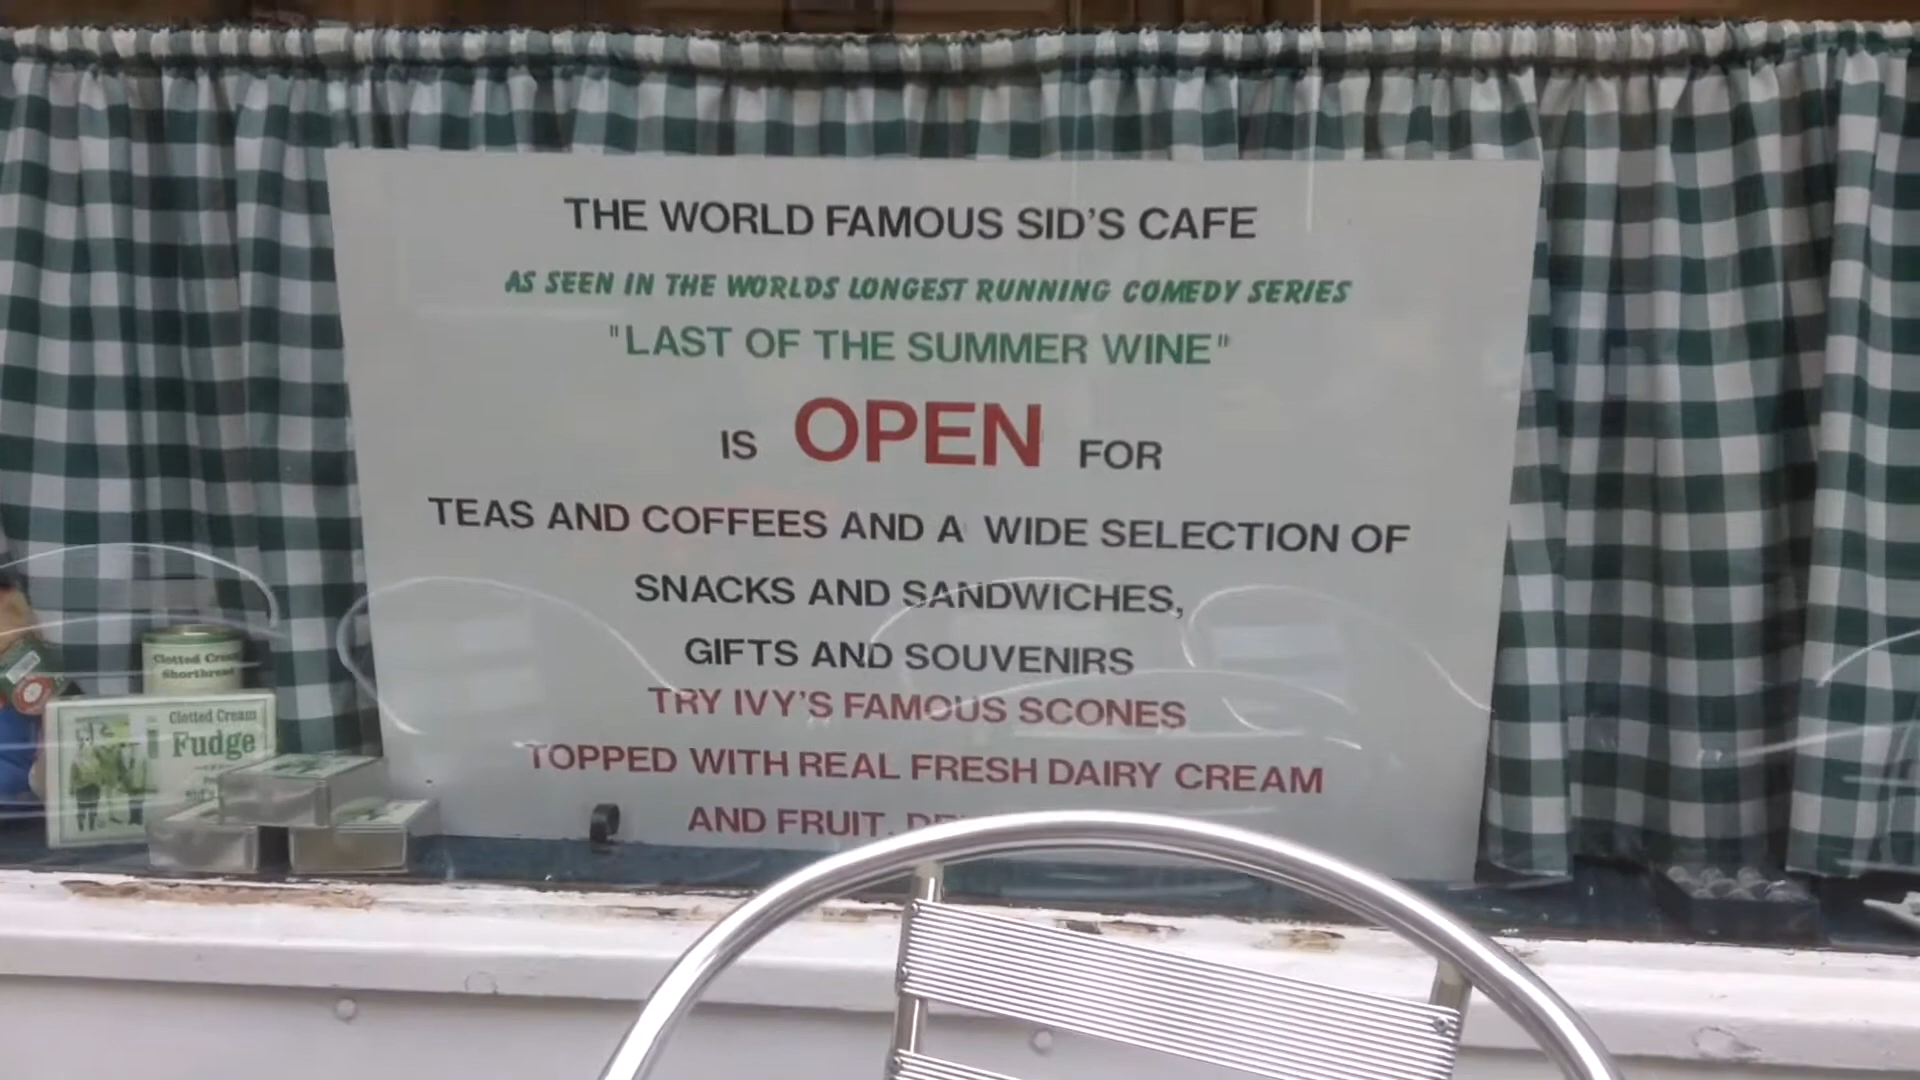 THE WORLD FAMOUS SID'S CAFE
AS SEEN IN THE WORLDS LONGEST RUNNING COMEDY SERIES
"LAST OF THE SUMMER WINE"
IS OPEN FOR
TEAS AND COFFEES AND A WIDE SELECTION OF
SNACKS AND SANDWICHES,
GIFTS AND SOUVENIRS
TRY IVY'S FAMOUS SCONES
TOPPED WITH REAL FRESH DAIRY CREAM
AND FRUIT.
Clotted
Clotted Cream
Fudge